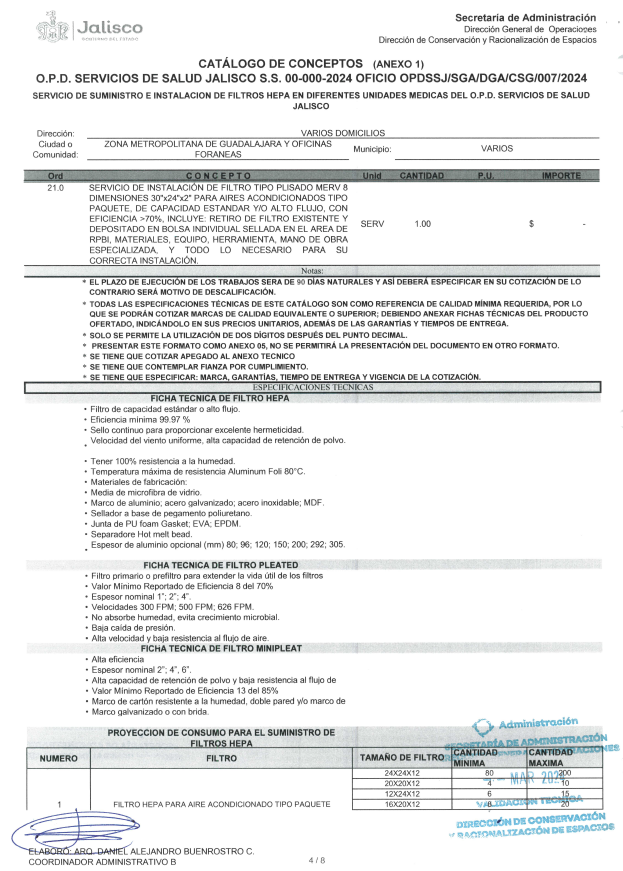 Jalisco
GOBIERNO DEL ESTADO
Secretaría de Administración
Dirección General de Operaciones
Dirección de Conservación y Racionalización de Espacios
CATÁLOGO DE CONCEPTOS (ANEXO 1)
O.P.D. SERVICIOS DE SALUD JALISCO S.S. 00-000-2024 OFICIO OPDSSJ/SGA/DGA/CSG/007/2024
SERVICIO DE SUMINISTRO E INSTALACION DE FILTROS HEPA EN DIFERENTES UNIDADES MEDICAS DEL O.P.D. SERVICIOS DE SALUD
JALISCO
Dirección: VARIOS DOMICILIOS
Ciudad o Comunidad: ZONA METROPOLITANA DE GUADALAJARA Y OFICINAS FORANEAS Municipio: VARIOS
Ord CONCEPTO Unid CANTIDAD P.U. IMPORTE
21.0 SERVICIO DE INSTALACIÓN DE FILTRO TIPO PLISADO MERV 8
DIMENSIONES 30"x24"x2" PARA AIRES ACONDICIONADOS TIPO
PAQUETE, DE CAPACIDAD ESTANDAR Y/O ALTO FLUJO, CON
EFICIENCIA >70%, INCLUYE: RETIRO DE FILTRO EXISTENTE Y
DEPOSITADO EN BOLSA INDIVIDUAL SELLADA EN EL AREA DE
RPBI, MATERIALES, EQUIPO, HERRAMIENTA, MANO DE OBRA
ESPECIALIZADA, Y TODO LO NECESARIO PARA SU
CORRECTA INSTALACIÓN.
SERV 1.00 $ -
Notas:
* EL PLAZO DE EJECUCIÓN DE LOS TRABAJOS SERA DE 90 DÍAS NATURALES Y ASÍ DEBERÁ ESPECIFICAR EN SU COTIZACIÓN DE LO
CONTRARIO SERÁ MOTIVO DE DESCALIFICACIÓN.
* TODAS LAS ESPECIFICACIONES TÉCNICAS DE ESTE CATÁLOGO SON COMO REFERENCIA DE CALIDAD MÍNIMA REQUERIDA, POR LO
QUE SE PODRÁN COTIZAR MARCAS DE CALIDAD EQUIVALENTE O SUPERIOR; DEBIENDO ANEXAR FICHAS TÉCNICAS DEL PRODUCTO
OFERTADO, INDICÁNDOLO EN SUS PRECIOS UNITARIOS, ADEMÁS DE LAS GARANTÍAS Y TIEMPOS DE ENTREGA.
* SOLO SE PERMITE LA UTILIZACIÓN DE DOS DÍGITOS DESPUÉS DEL PUNTO DECIMAL.
* PRESENTAR ESTE FORMATO COMO ANEXO 05, NO SE PERMITIRÁ LA PRESENTACIÓN DEL DOCUMENTO EN OTRO FORMATO.
* SE TIENE QUE COTIZAR APEGADO AL ANEXO TECNICO
* SE TIENE QUE CONTEMPLAR FIANZA POR CUMPLIMIENTO.
* SE TIENE QUE ESPECIFICAR: MARCA, GARANTÍAS, TIEMPO DE ENTREGA Y VIGENCIA DE LA COTIZACIÓN.
ESPECIFICACIONES TECNICAS
FICHA TECNICA DE FILTRO HEPA
• Filtro de capacidad estándar o alto flujo.
• Eficiencia mínima 99.97 %
• Sello continuo para proporcionar excelente hermeticidad.
• Velocidad del viento uniforme, alta capacidad de retención de polvo.
• Tener 100% resistencia a la humedad.
• Temperatura máxima de resistencia Aluminum Foli 80°C.
• Materiales de fabricación:
• Media de microfibra de vidrio.
• Marco de aluminio; acero galvanizado; acero inoxidable; MDF.
• Sellador a base de pegamento poliuretano.
• Junta de PU foam Gasket; EVA; EPDM.
• Separadore Hot melt bead.
• Espesor de aluminio opcional (mm) 80; 96; 120; 150; 200; 292; 305.
FICHA TECNICA DE FILTRO PLEATED
• Filtro primario o prefiltro para extender la vida útil de los filtros
• Valor Mínimo Reportado de Eficiencia 8 del 70%
• Espesor nominal 1"; 2"; 4".
• Velocidades 300 FPM; 500 FPM; 626 FPM.
• No absorbe humedad, evita crecimiento microbial.
• Baja caída de presión.
• Alta velocidad y baja resistencia al flujo de aire.
FICHA TECNICA DE FILTRO MINIPLEAT
• Alta eficiencia
• Espesor nominal 2"; 4", 6".
• Alta capacidad de retención de polvo y baja resistencia al flujo de
• Valor Mínimo Reportado de Eficiencia 13 del 85%
• Marco de cartón resistente a la humedad, doble pared y/o marco de
• Marco galvanizado o con brida.
PROYECCION DE CONSUMO PARA EL SUMINISTRO DE
FILTROS HEPA
NUMERO FILTRO TAMAÑO DE FILTRO CANTIDAD MINIMA CANTIDAD MAXIMA
24X24X12 80 200
20X20X12 4 10
12X24X12 6 15
1 FILTRO HEPA PARA AIRE ACONDICIONADO TIPO PAQUETE 16X20X12 8 20
Administración
SECRETARÍA DE ADMINISTRACIÓN
MAR
VALIDACIÓN TECNICA
DIRECCIÓN DE CONSERVACIÓN
Y RACIONALIZACIÓN DE ESPACIOS
ELABORÓ: ARQ. DANIEL ALEJANDRO BUENROSTRO C.
COORDINADOR ADMINISTRATIVO B
4 / 8